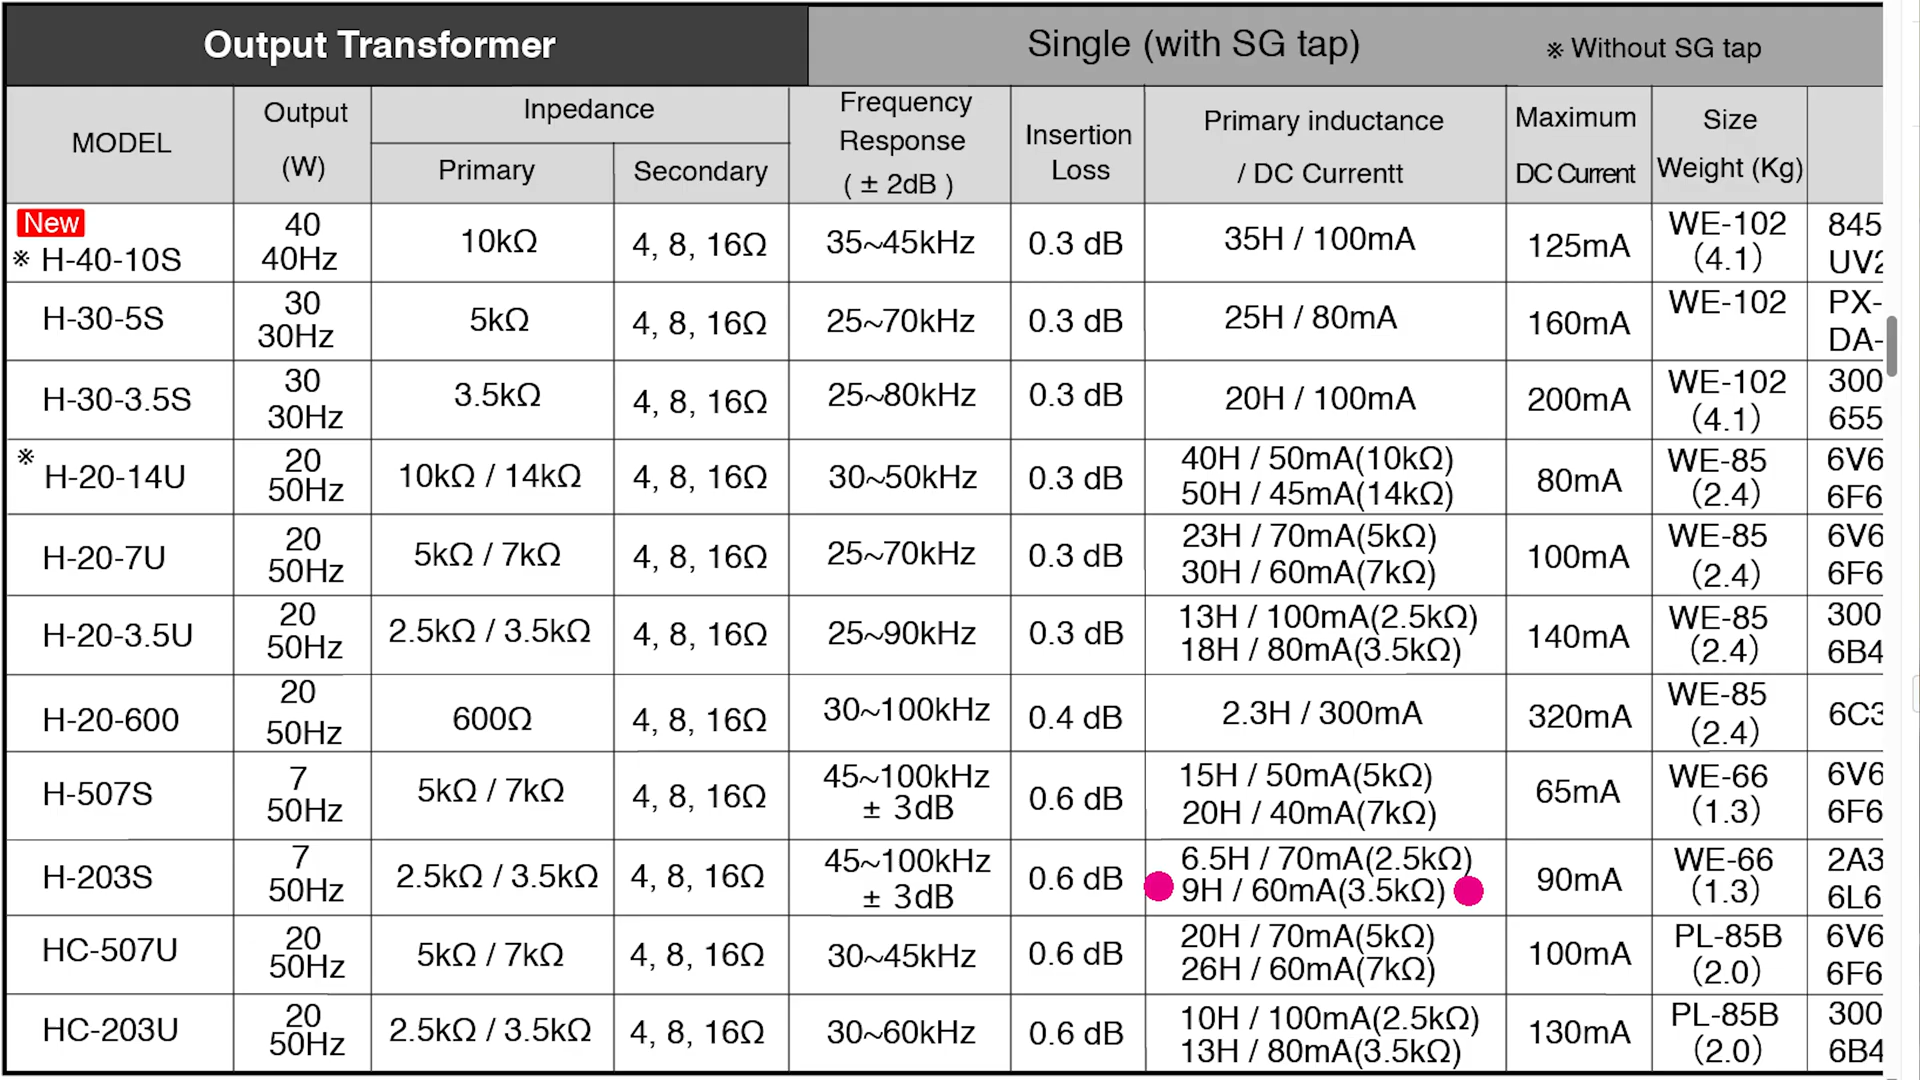 Output Transformer
Single (with SG tap)
※ Without SG tap
MODEL
Output
(W)
Inpedance
Primary
Secondary
Frequency
Response
( ± 2dB )
Insertion
Loss
Primary inductance
/ DC Currentt
Maximum
DC Current
Size
Weight (Kg)
New
※ H-40-10S
40
40Hz
10kΩ
4, 8, 16Ω
35~45kHz
0.3 dB
35H / 100mA
125mA
WE-102
(4.1)
845
H-30-5S
30
30Hz
5kΩ
4, 8, 16Ω
25~70kHz
0.3 dB
25H / 80mA
160mA
WE-102
PX-
DA-
H-30-3.5S
30
30Hz
3.5kΩ
4, 8, 16Ω
25~80kHz
0.3 dB
20H / 100mA
200mA
WE-102
(4.1)
300
655
※ H-20-14U
20
50Hz
10kΩ / 14kΩ
4, 8, 16Ω
30~50kHz
0.3 dB
40H / 50mA(10kΩ)
50H / 45mA(14kΩ)
80mA
WE-85
(2.4)
6V6
6F6
H-20-7U
20
50Hz
5kΩ / 7kΩ
4, 8, 16Ω
25~70kHz
0.3 dB
23H / 70mA(5kΩ)
30H / 60mA(7kΩ)
100mA
WE-85
(2.4)
6V6
6F6
H-20-3.5U
20
50Hz
2.5kΩ / 3.5kΩ
4, 8, 16Ω
25~90kHz
0.3 dB
13H / 100mA(2.5kΩ)
18H / 80mA(3.5kΩ)
140mA
WE-85
(2.4)
300
6B4
H-20-600
20
50Hz
600Ω
4, 8, 16Ω
30~100kHz
0.4 dB
2.3H / 300mA
320mA
WE-85
(2.4)
6C3
H-507S
7
50Hz
5kΩ / 7kΩ
4, 8, 16Ω
45~100kHz
± 3dB
0.6 dB
15H / 50mA(5kΩ)
20H / 40mA(7kΩ)
65mA
WE-66
(1.3)
6V6
6F6
H-203S
7
50Hz
2.5kΩ / 3.5kΩ
4, 8, 16Ω
45~100kHz
± 3dB
0.6 dB
6.5H / 70mA(2.5kΩ)
9H / 60mA(3.5kΩ)
90mA
WE-66
(1.3)
2A3
6L6
HC-507U
20
50Hz
5kΩ / 7kΩ
4, 8, 16Ω
30~45kHz
0.6 dB
20H / 70mA(5kΩ)
26H / 60mA(7kΩ)
100mA
PL-85B
(2.0)
6V6
6F6
HC-203U
20
50Hz
2.5kΩ / 3.5kΩ
4, 8, 16Ω
30~60kHz
0.6 dB
10H / 100mA(2.5kΩ)
13H / 80mA(3.5kΩ)
130mA
PL-85B
(2.0)
300
6B4